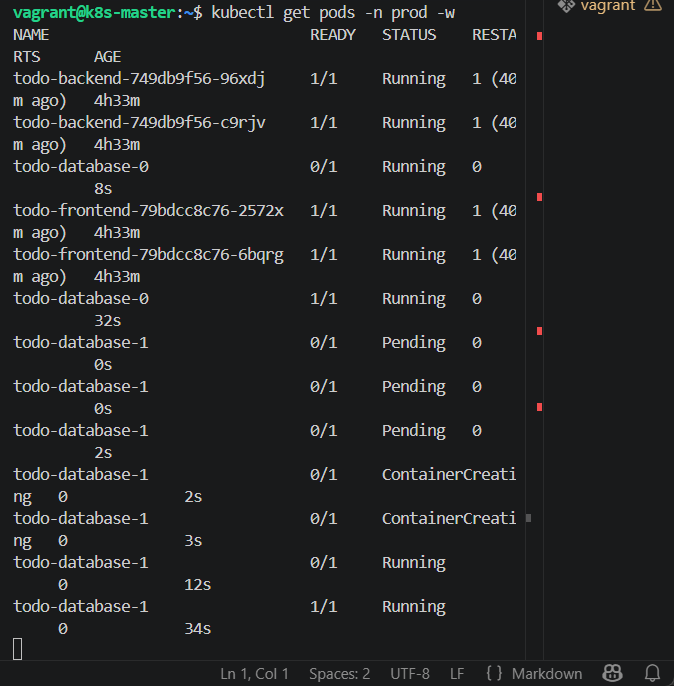 vagrant@k8s-master:~$ kubectl get pods -n prod -w
NAME                             READY   STATUS    RESTA
RTS      AGE
todo-backend-749db9f56-96xdj     1/1     Running   1 (40
m ago)   4h33m
todo-backend-749db9f56-c9rjv     1/1     Running   1 (40
m ago)   4h33m
todo-database-0                  0/1     Running   0
         8s
todo-frontend-79bdcc8c76-2572x   1/1     Running   1 (40
m ago)   4h33m
todo-frontend-79bdcc8c76-6bqrg   1/1     Running   1 (40
m ago)   4h33m
todo-database-0                  1/1     Running   0
         32s
todo-database-1                  0/1     Pending   0
         0s
todo-database-1                  0/1     Pending   0
         0s
todo-database-1                  0/1     Pending   0
         2s
todo-database-1                  0/1     ContainerCreati
ng   0             2s
todo-database-1                  0/1     ContainerCreati
ng   0             3s
todo-database-1                  0/1     Running
     0             12s
todo-database-1                  1/1     Running
     0             34s
vagrant
Ln 1, Col 1   Spaces: 2   UTF-8   LF   { } Markdown